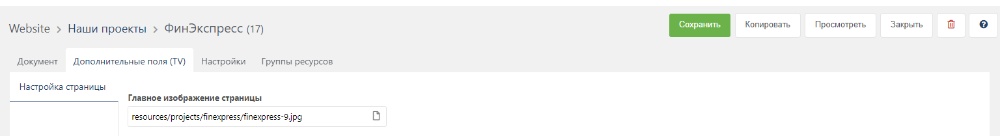 Website > Наши проекты > ФинЭкспресс (17)
Сохранить Копировать Просмотреть Закрыть
Документ Дополнительные поля (TV) Настройки Группы ресурсов
Настройка страницы
Главное изображение страницы
resources/projects/finexpress/finexpress-9.jpg